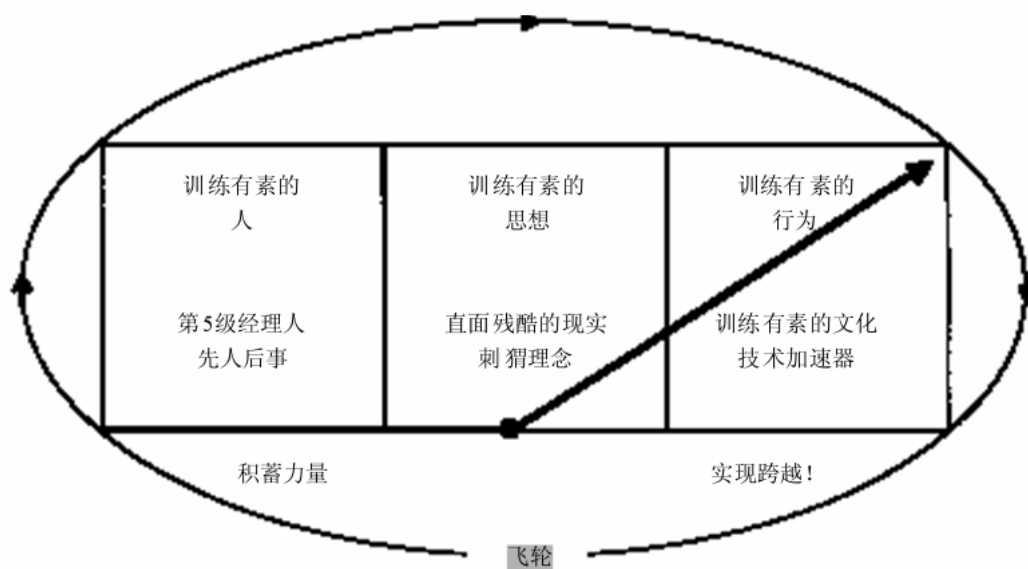 训练有素的
人
训练有素的
思想
训练有素的
行为
第5级经理人
先人后事
直面残酷的现实
刺猬理念
训练有素的文化
技术加速器
积蓄力量
实现跨越！
飞轮